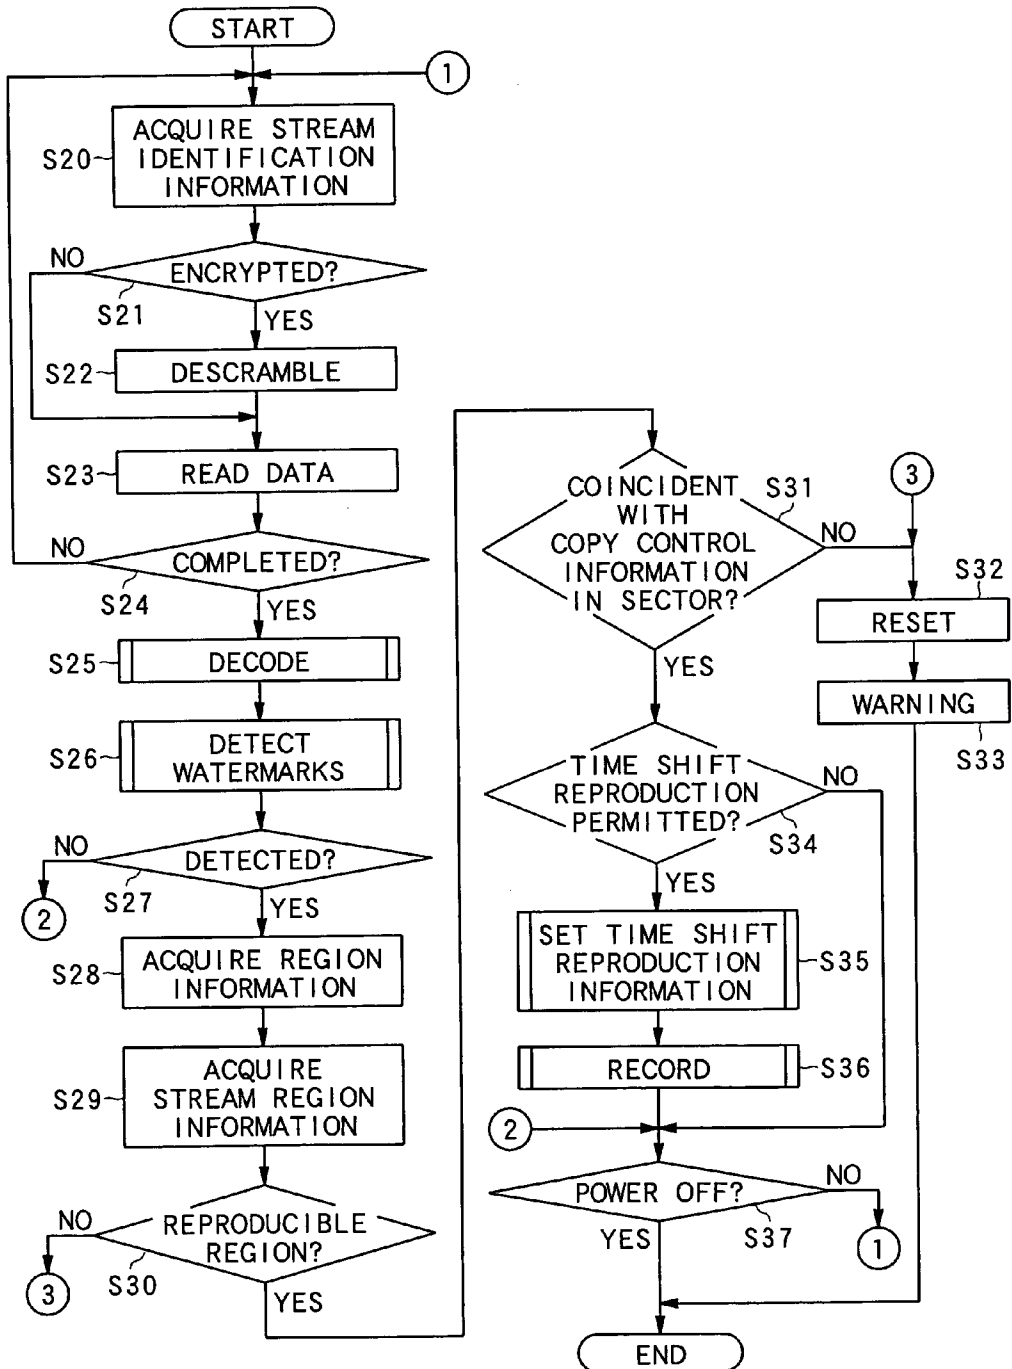 START
1
ACQUIRE STREAM
IDENTIFICATION
INFORMATION
S20
NO
ENCRYPTED?
S21
YES
S22
DESCRAMBLE
S23
READ DATA
NO
COMPLETED?
S24
YES
S25
DECODE
S26
DETECT
WATERMARKS
NO
DETECTED?
S27
2
YES
S28
ACQUIRE REGION
INFORMATION
S29
ACQUIRE
STREAM REGION
INFORMATION
NO
REPRODUCIBLE
REGION?
S30
3
YES
COINCIDENT
WITH
COPY CONTROL
INFORMATION
IN SECTOR?
S31
NO
3
YES
S32
RESET
WARNING
S33
TIME SHIFT
REPRODUCTION
PERMITTED?
NO
S34
YES
SET TIME SHIFT
REPRODUCTION
INFORMATION
S35
RECORD
S36
2
POWER OFF?
NO
S37
1
YES
END